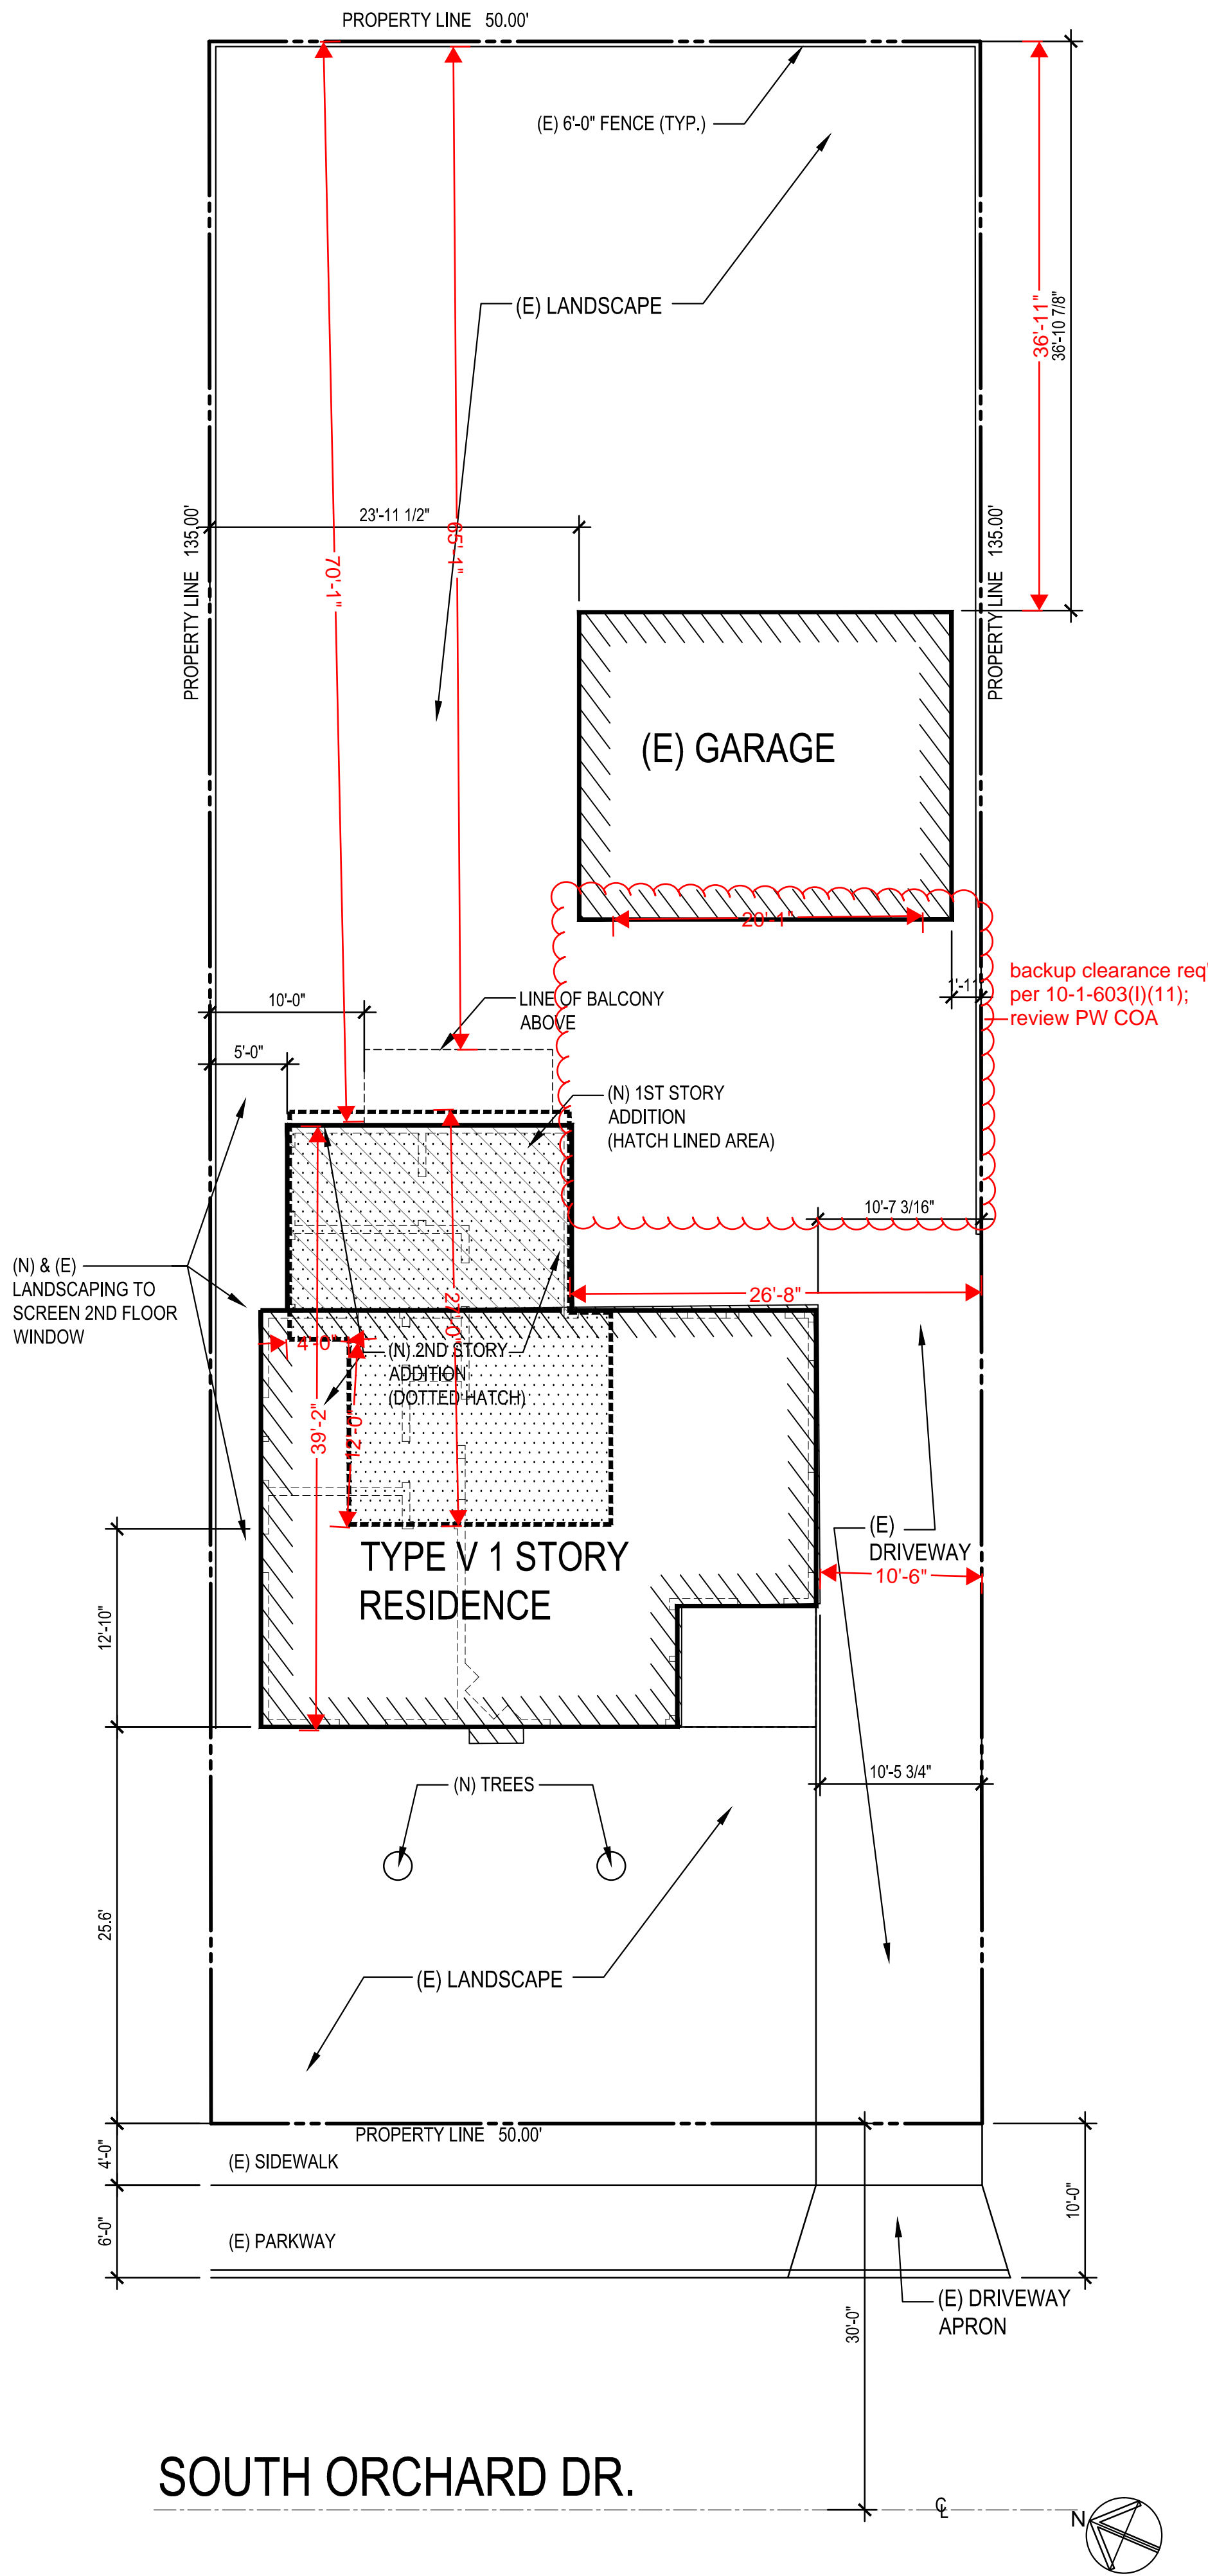 PROPERTY LINE 50.00'
(E) 6'-0" FENCE (TYP.)
(E) LANDSCAPE
36'-11"
36'-10 7/8"
23'-11 1/2"
PROPERTY LINE 135.00'
70'-1"
65'-1"
PROPERTY LINE 135.00'
(E) GARAGE
20'-1"
backup clearance req'
per 10-1-603(I)(11);
review PW COA
1'-11"
10'-0"
LINE OF BALCONY
ABOVE
5'-0"
(N) 1ST STORY
ADDITION
(HATCH LINED AREA)
10'-7 3/16"
(N) & (E)
LANDSCAPING TO
SCREEN 2ND FLOOR
WINDOW
26'-8"
27'-0"
4'-0"
(N) 2ND STORY
ADDITION
(DOTTED HATCH)
39'-2"
12'-0"
(E)
DRIVEWAY
10'-6"
TYPE V 1 STORY
RESIDENCE
12'-10"
10'-5 3/4"
(N) TREES
25.6'
(E) LANDSCAPE
PROPERTY LINE 50.00'
4'-0"
(E) SIDEWALK
10'-0"
6'-0"
(E) PARKWAY
(E) DRIVEWAY
APRON
30'-0"
SOUTH ORCHARD DR.
CL
N